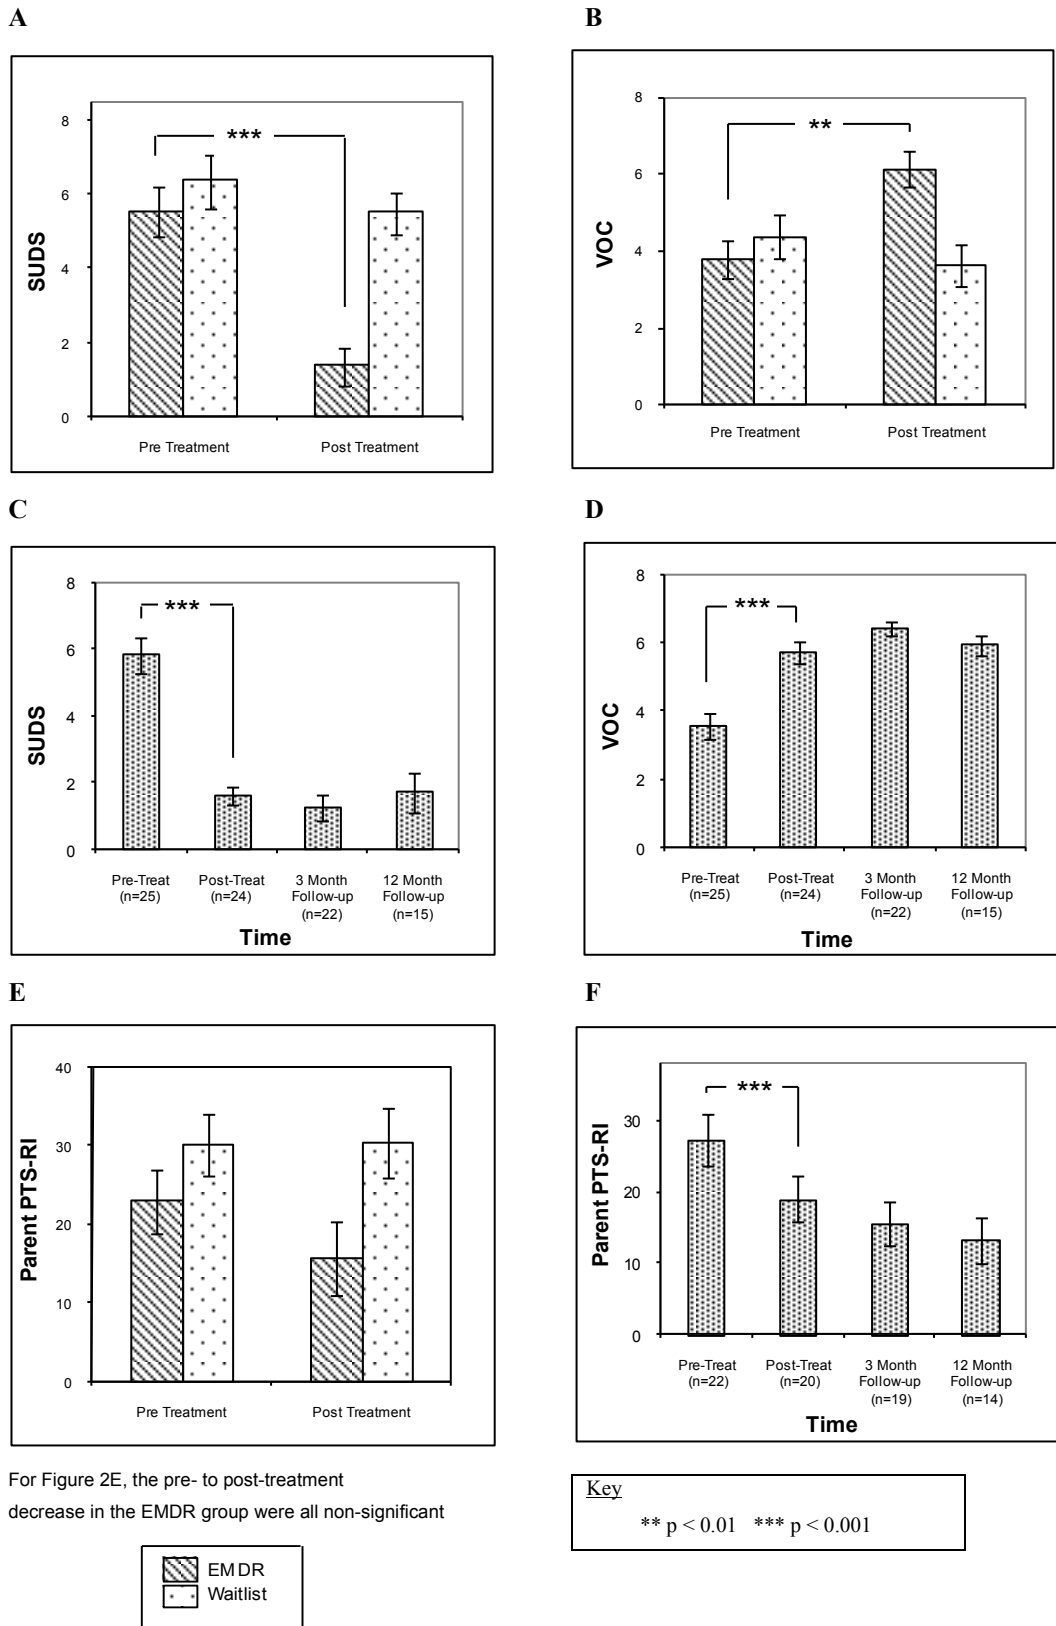 A
SUDS
8
6
4
2
0
***
Pre Treatment
Post Treatment
B
VOC
8
6
4
2
0
**
Pre Treatment
Post Treatment
C
SUDS
8
6
4
2
0
***
Pre-Treat Post-Treat 3 Month 12 Month
(n=25) (n=24) Follow-up Follow-up
(n=22) (n=15)
Time
D
VOC
8
6
4
2
0
***
Pre-Treat Post-Treat 3 Month 12 Month
(n=25) (n=24) Follow-up Follow-up
(n=22) (n=15)
Time
E
Parent PTS-RI
40
30
20
10
0
Pre Treatment
Post Treatment
F
Parent PTS-RI
30
20
10
0
***
Pre-Treat Post-Treat 3 Month 12 Month
(n=22) (n=20) Follow-up Follow-up
(n=19) (n=14)
Time
For Figure 2E, the pre- to post-treatment
decrease in the EMDR group were all non-significant
EMDR
Waitlist
Key
** p < 0.01 *** p < 0.001